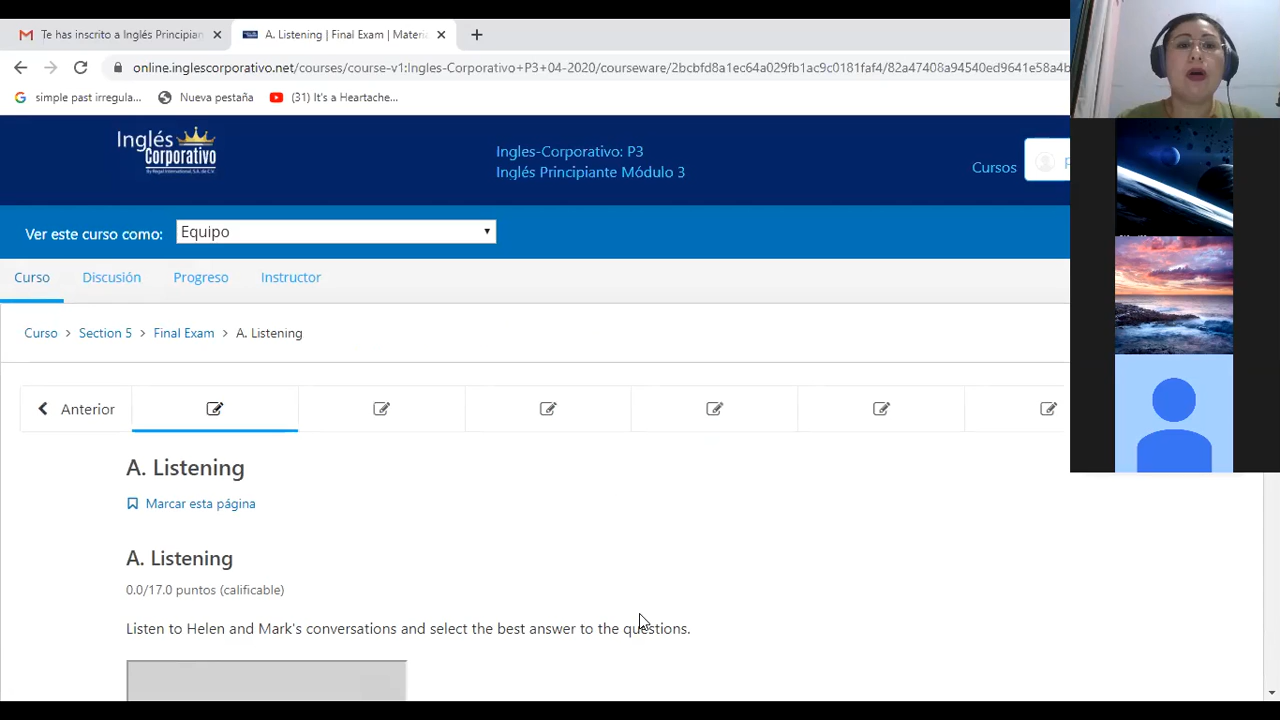 Te has inscrito a Inglés Principian
A. Listening | Final Exam | Materi
online.inglescorporativo.net/courses/course-v1:Ingles-Corporativo+P3+04-2020/courseware/2bcbfd8a1ec64a029fb1ac9c0181faf4/82a47408a94540ed9641e58a4b
simple past irregula...
Nueva pestaña
(31) It's a Heartache...
Inglés
Corporativo
By Regal International, S.A. de C.V.
Ingles-Corporativo: P3
Inglés Principiante Módulo 3
Cursos
Ver este curso como:
Equipo
Curso Discusión Progreso Instructor
Curso > Section 5 > Final Exam > A. Listening
Anterior
A. Listening
Marcar esta página
A. Listening
0.0/17.0 puntos (calificable)
Listen to Helen and Mark's conversations and select the best answer to the questions.